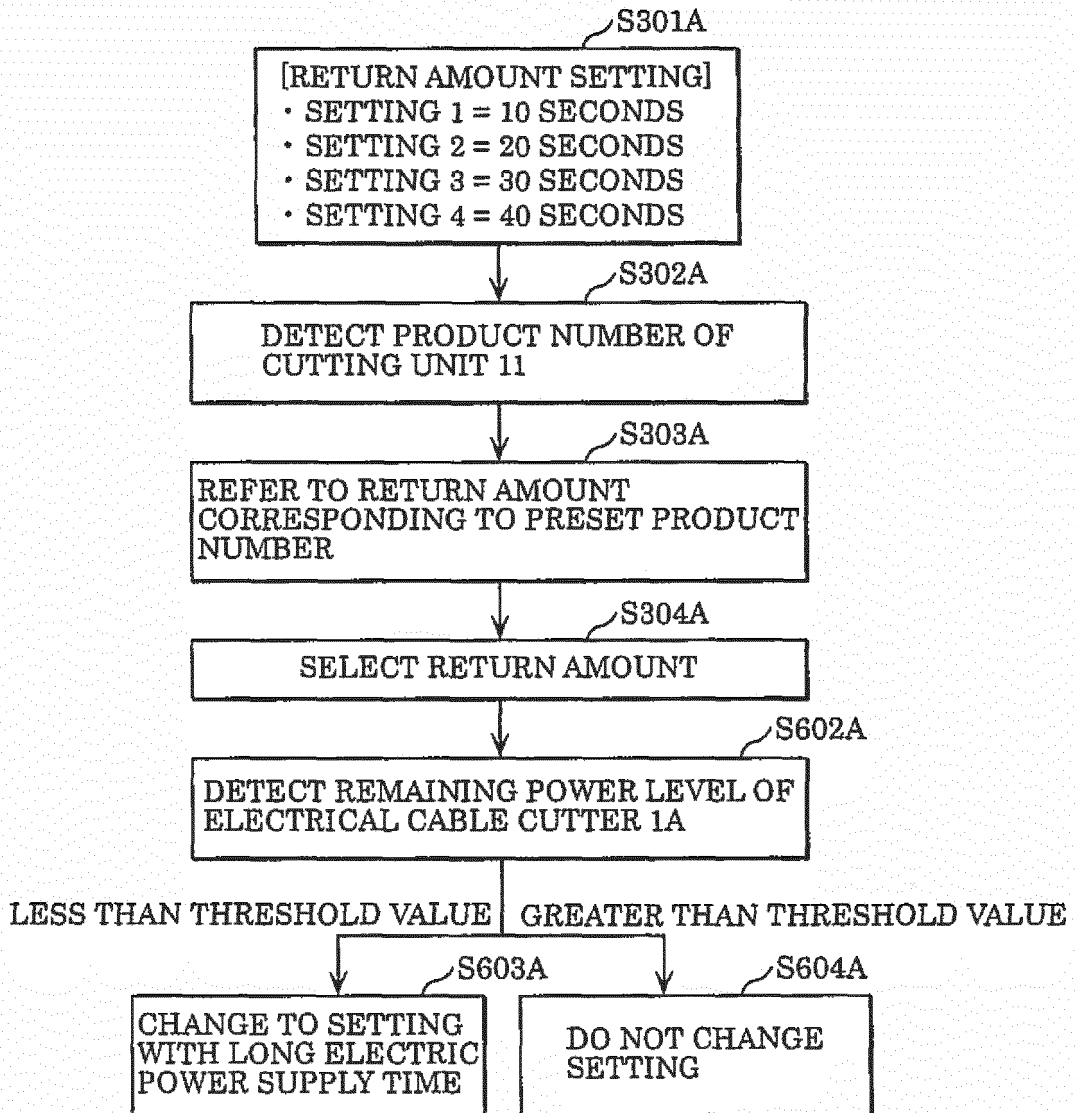 S301A
[RETURN AMOUNT SETTING]
・SETTING 1 = 10 SECONDS
・SETTING 2 = 20 SECONDS
・SETTING 3 = 30 SECONDS
・SETTING 4 = 40 SECONDS
S302A
DETECT PRODUCT NUMBER OF
CUTTING UNIT 11
S303A
REFER TO RETURN AMOUNT
CORRESPONDING TO PRESET PRODUCT
NUMBER
S304A
SELECT RETURN AMOUNT
S602A
DETECT REMAINING POWER LEVEL OF
ELECTRICAL CABLE CUTTER 1A
LESS THAN THRESHOLD VALUE
GREATER THAN THRESHOLD VALUE
S603A
CHANGE TO SETTING
WITH LONG ELECTRIC
POWER SUPPLY TIME
S604A
DO NOT CHANGE
SETTING